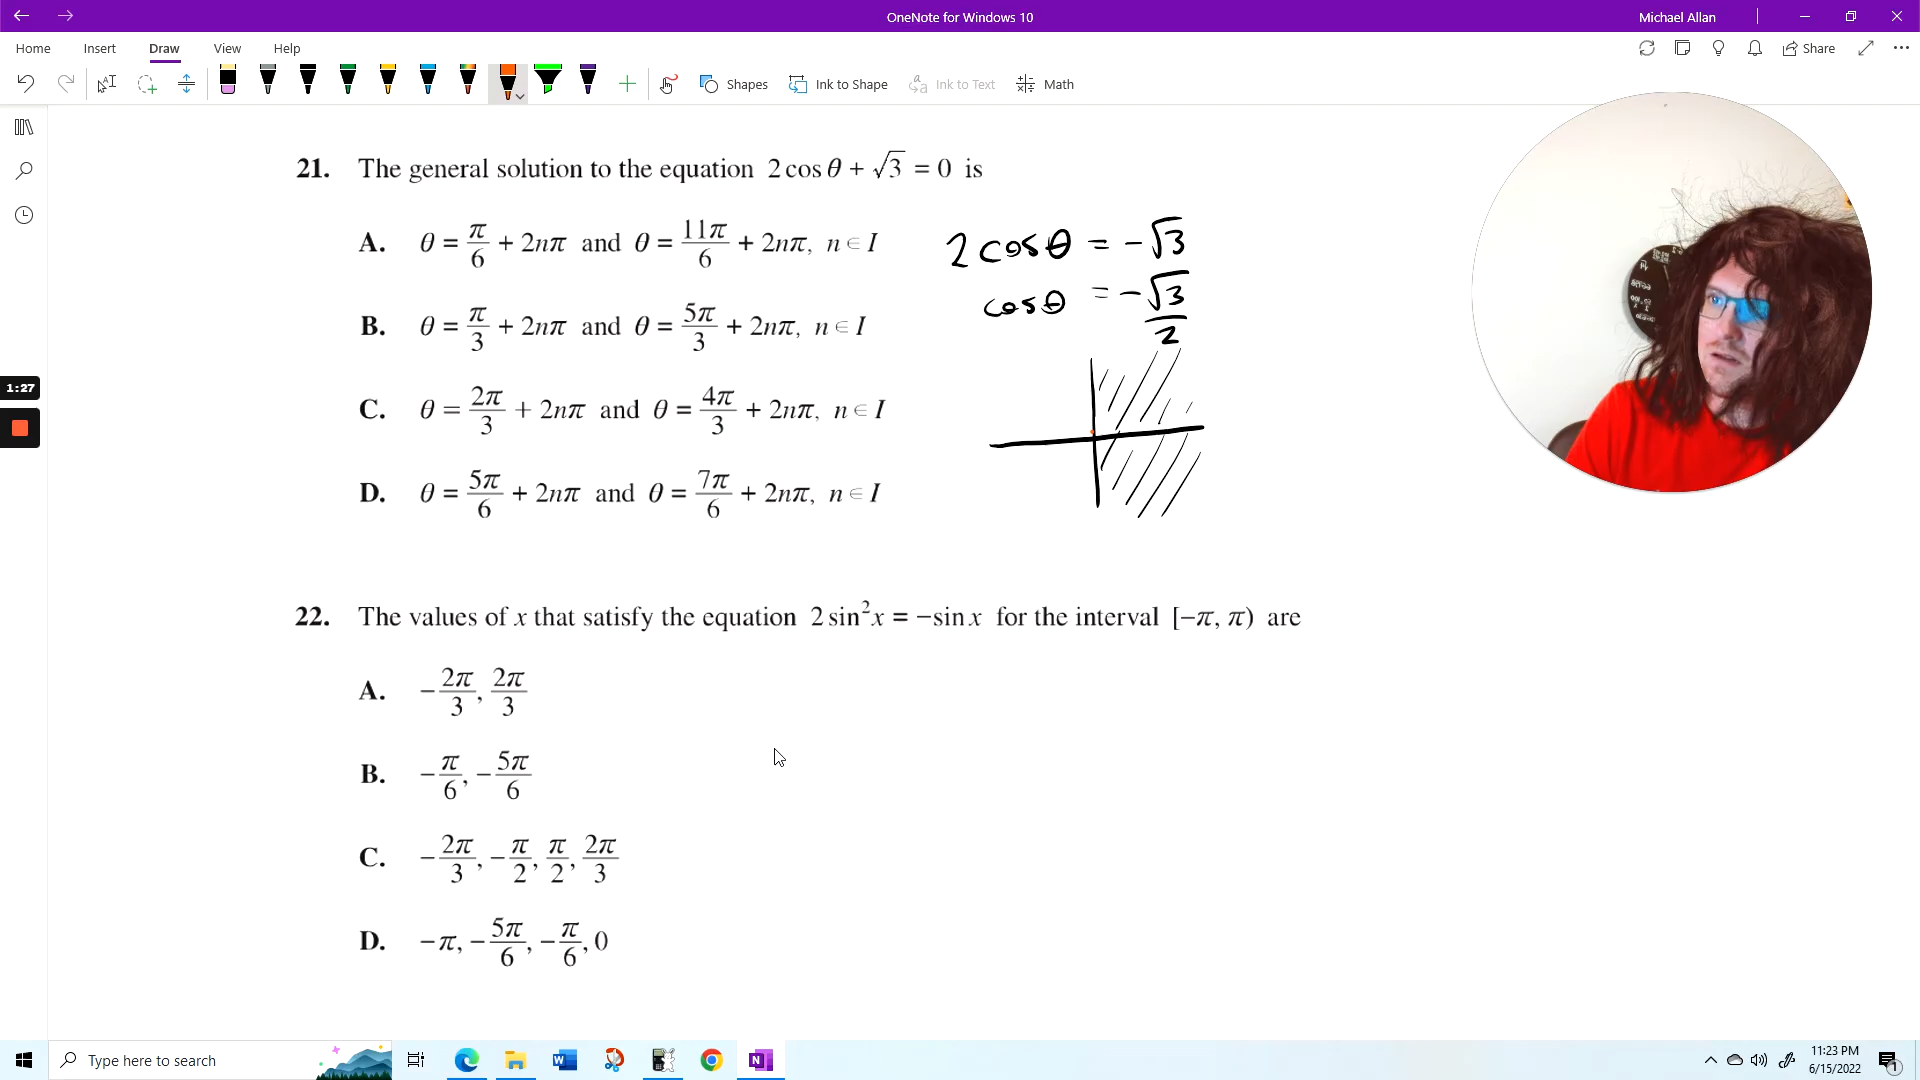 OneNote for Windows 10
Michael Allan
Home Insert Draw View Help
Share
Shapes Ink to Shape Ink to Text Math
21. The general solution to the equation 2 cos θ + √3 = 0 is
A. θ = π/6 + 2nπ and θ = 11π/6 + 2nπ, n ∈ I
2 cosθ = -√3
cosθ = -√3/2
B. θ = π/3 + 2nπ and θ = 5π/3 + 2nπ, n ∈ I
1:27
C. θ = 2π/3 + 2nπ and θ = 4π/3 + 2nπ, n ∈ I
D. θ = 5π/6 + 2nπ and θ = 7π/6 + 2nπ, n ∈ I
22. The values of x that satisfy the equation 2 sin²x = −sin x for the interval [−π, π) are
A. −2π/3, 2π/3
B. −π/6, −5π/6
C. −2π/3, −π/2, π/2, 2π/3
D. −π, −5π/6, −π/6, 0
Type here to search
11:23 PM
6/15/2022
1